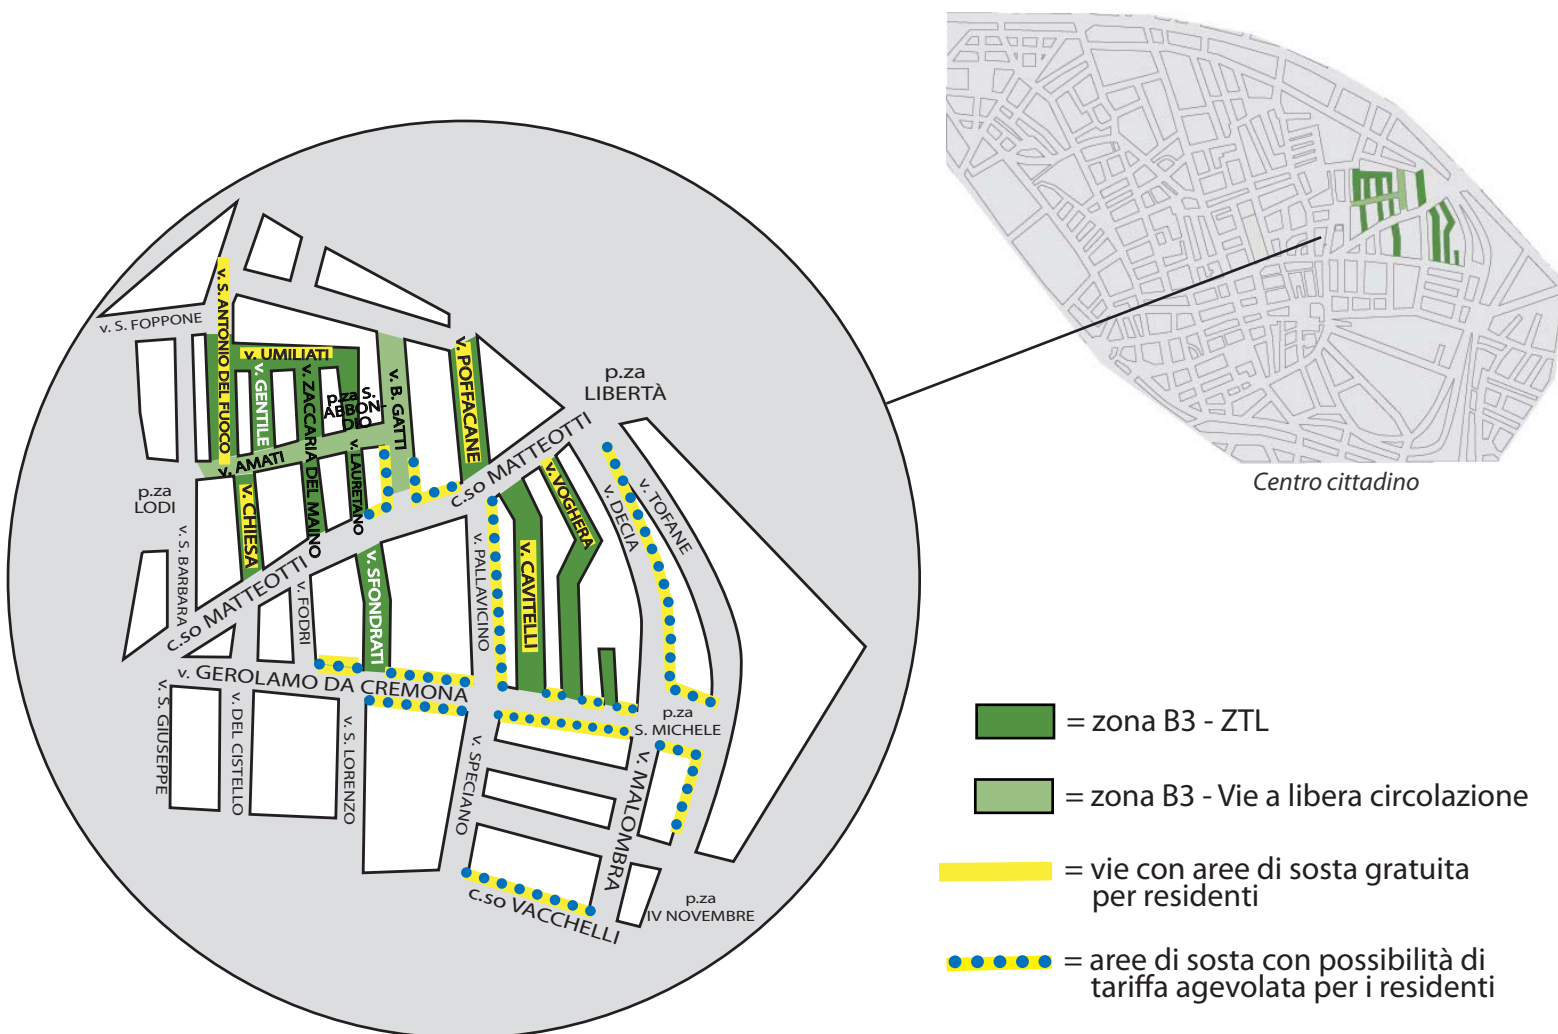 Centro cittadino
p.za
LIBERTÀ
v. S. FOPPONE
v. S. ANTONIO DEL FUOCO
v. UMILIATI
v. GENTILE
v. ZACCARIA DEL MAINO
p.za S.
ABBON-
DIO
v. B. GATTI
v. POFFACANE
v. AMATI
v. LAURETANO
c.so MATTEOTTI
v. VOGHERA
v. DECIA
v. TOFANE
p.za
LODI
v. CHIESA
v. S. BARBARA
c.so MATTEOTTI
v. FODRI
v. SFONDRATI
v. PALLAVICINO
v. CAVITELLI
v. GEROLAMO DA CREMONA
v. S. GIUSEPPE
v. DEL CISTELLO
v. S. LORENZO
v. SPECIANO
p.za
S. MICHELE
v. MALOMBRA
c.so VACCHELLI
p.za
IV NOVEMBRE
= zona B3 - ZTL
= zona B3 - Vie a libera circolazione
= vie con aree di sosta gratuita
per residenti
= aree di sosta con possibilità di
tariffa agevolata per i residenti